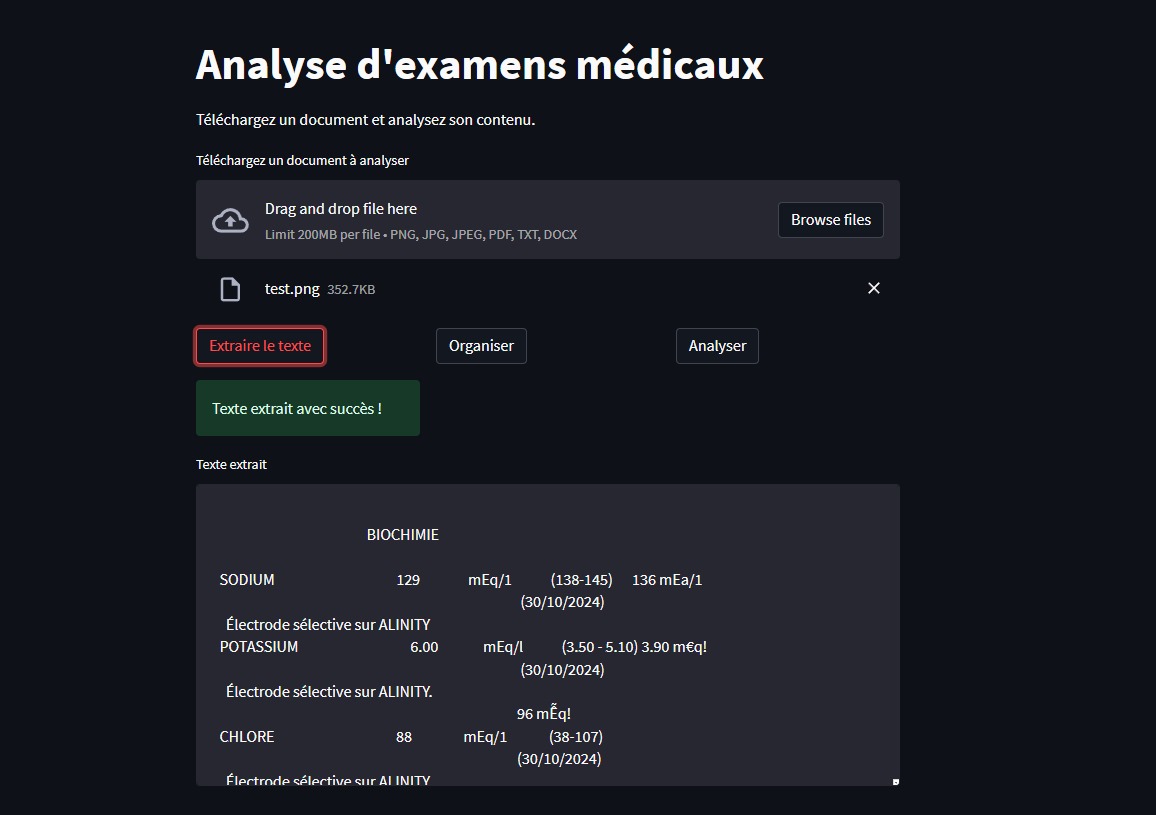 Analyse d'examens médicaux
Téléchargez un document et analysez son contenu.
Téléchargez un document à analyser
Drag and drop file here
Limit 200MB per file • PNG, JPG, JPEG, PDF, TXT, DOCX
Browse files
test.png 352.7KB
Extraire le texte
Organiser
Analyser
Texte extrait avec succès !
Texte extrait
BIOCHIMIE
SODIUM 129 mEq/1 (138-145) 136 mEa/1
(30/10/2024)
Électrode sélective sur ALINITY
POTASSIUM 6.00 mEq/l (3.50 - 5.10) 3.90 m€q!
(30/10/2024)
Électrode sélective sur ALINITY.
96 mỄq!
CHLORE 88 mEq/1 (38-107)
(30/10/2024)
Électrode sélective sur ALINITY